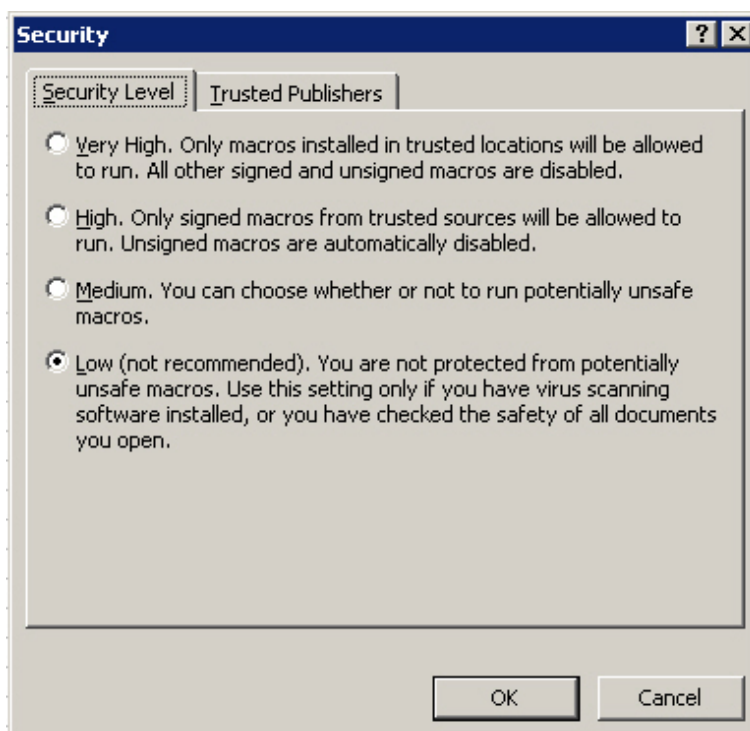 Security
Security Level
Trusted Publishers
Very High. Only macros installed in trusted locations will be allowed
to run. All other signed and unsigned macros are disabled.
High. Only signed macros from trusted sources will be allowed to
run. Unsigned macros are automatically disabled.
Medium. You can choose whether or not to run potentially unsafe
macros.
Low (not recommended). You are not protected from potentially
unsafe macros. Use this setting only if you have virus scanning
software installed, or you have checked the safety of all documents
you open.
OK
Cancel